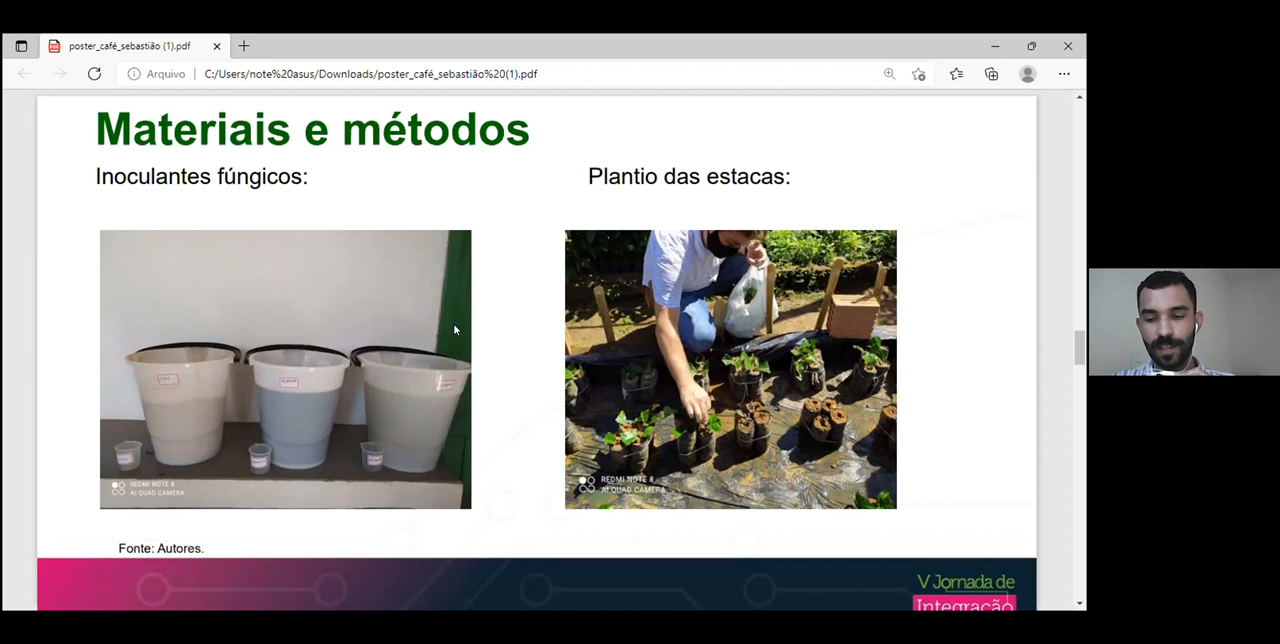 poster_café_sebastião (1).pdf
Arquivo
C:/Users/note%20asus/Downloads/poster_café_sebastião%20(1).pdf
Materiais e métodos
Inoculantes fúngicos:
Plantio das estacas:
REDMI NOTE 8
AI QUAD CAMERA
REDMI NOTE 8
AI QUAD CAMERA
Fonte: Autores.
V Jornada de
Integração